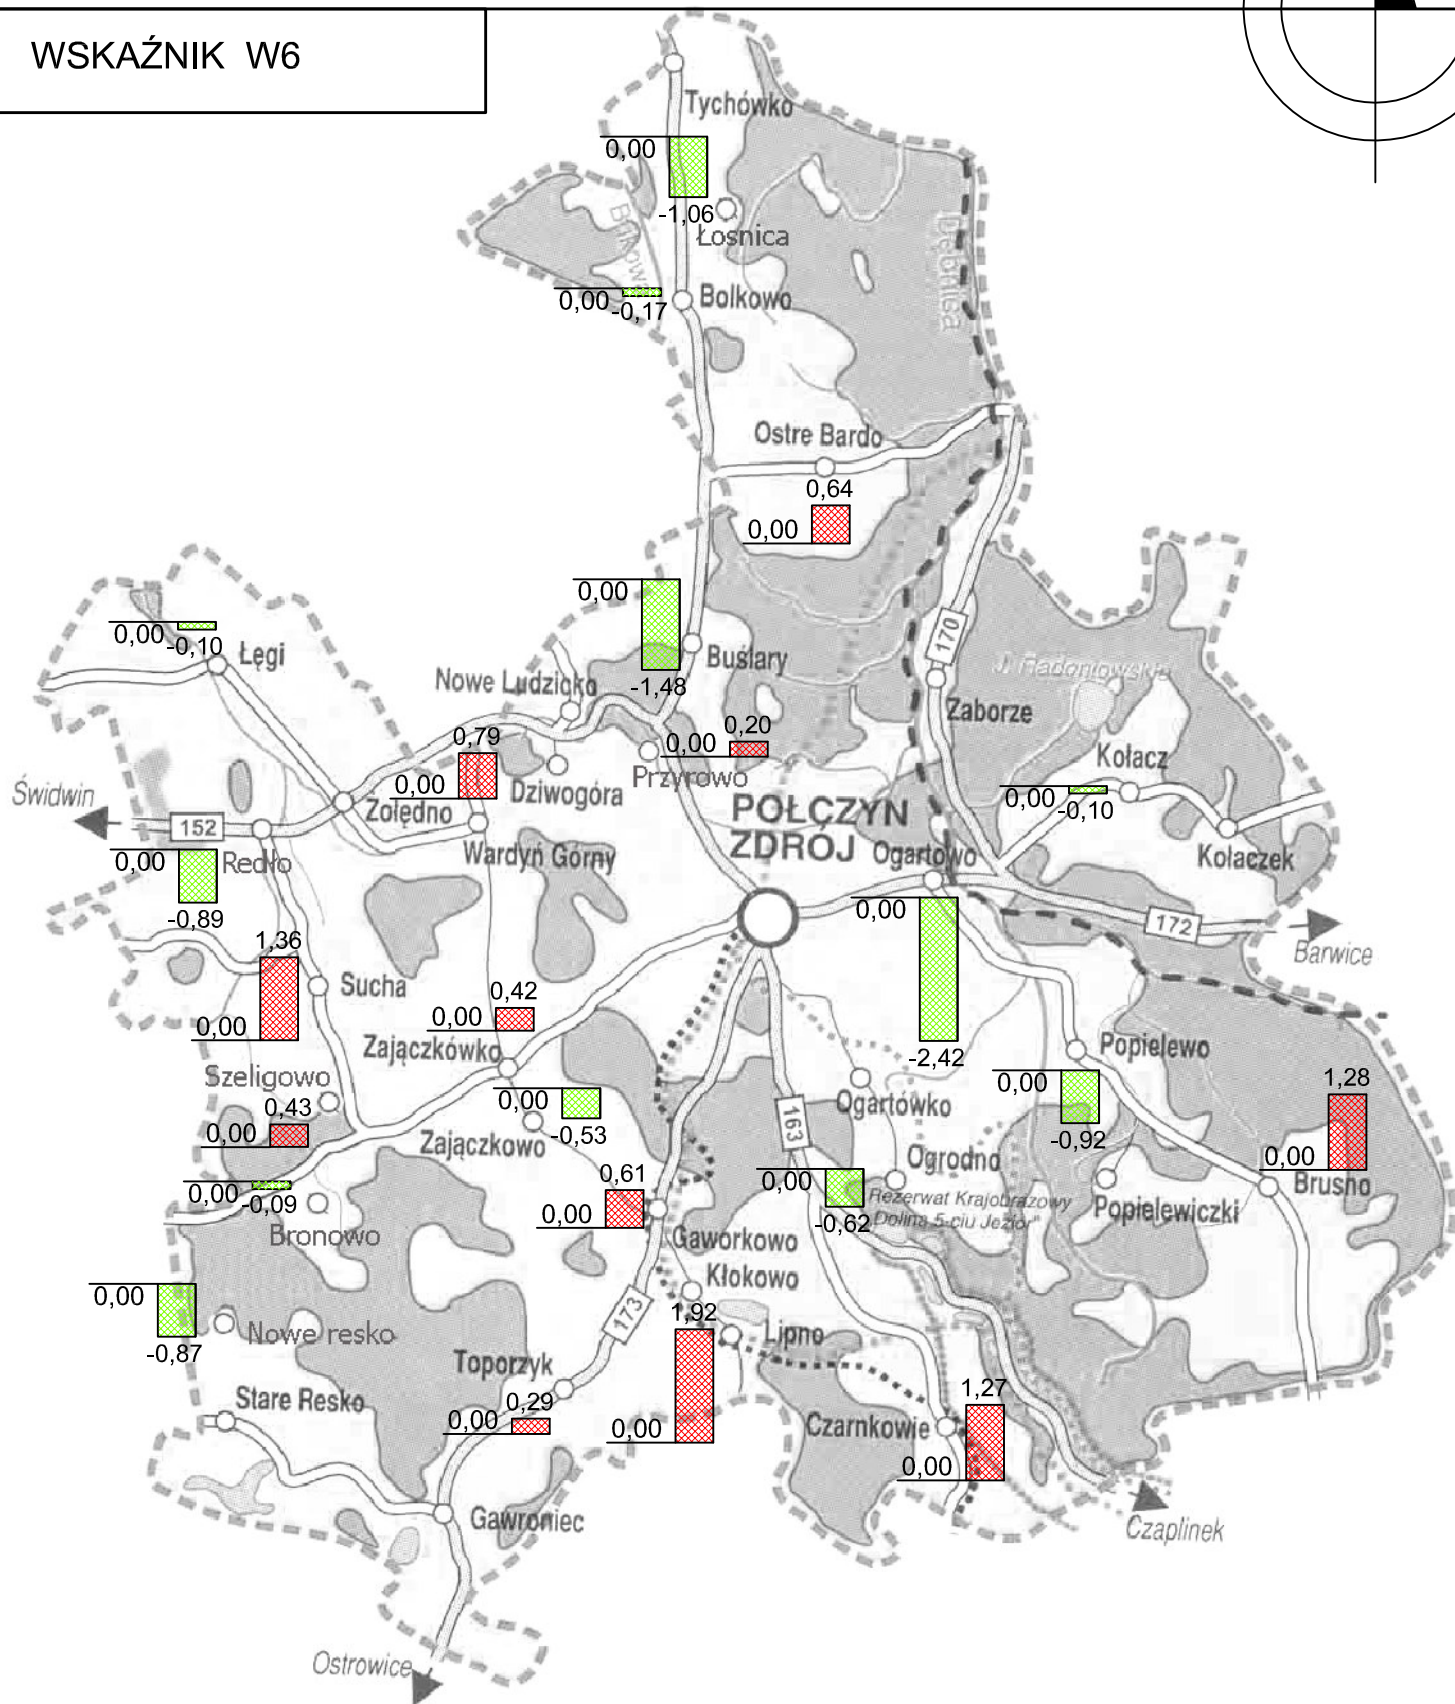 WSKAŹNIK W6
Tychówko
0,00
-1,06
Łosnica
Dębnica
0,00
-0,17
Bolkowo
Ostre Bardo
0,64
0,00
0,00
-1,48
Buślary
170
0,00
-0,10
Łęgi
Nowe Ludzicko
Zaborze
0,20
0,00
Przyrowo
0,79
0,00
Dziwogóra
Kołacz
0,00
-0,10
Kołaczek
Świdwin
152
Żołędno
Wardyń Górny
POŁCZYN
ZDRÓJ
Ogartowo
0,00
Redło
-0,89
0,00
-2,42
172
Barwice
1,36
0,00
Sucha
0,42
0,00
Zajączkówko
Popielewo
0,00
-0,92
Szeligowo
0,43
0,00
0,00
-0,53
Zajączkowo
163
Ogartówko
Ogrodno
1,28
0,00
Brusno
Popielewiczki
0,00
-0,62
Rezerwat Krajobrazowy
"Dolina 5-ciu Jezior"
0,00
-0,09
Bronowo
0,61
0,00
Gaworkowo
Kłokowo
0,00
-0,87
Nowe resko
173
1,92
0,00
Lipno
Toporzyk
0,29
0,00
Stare Resko
1,27
Czarnkowie
0,00
Gawroniec
Czaplinek
Ostrowice